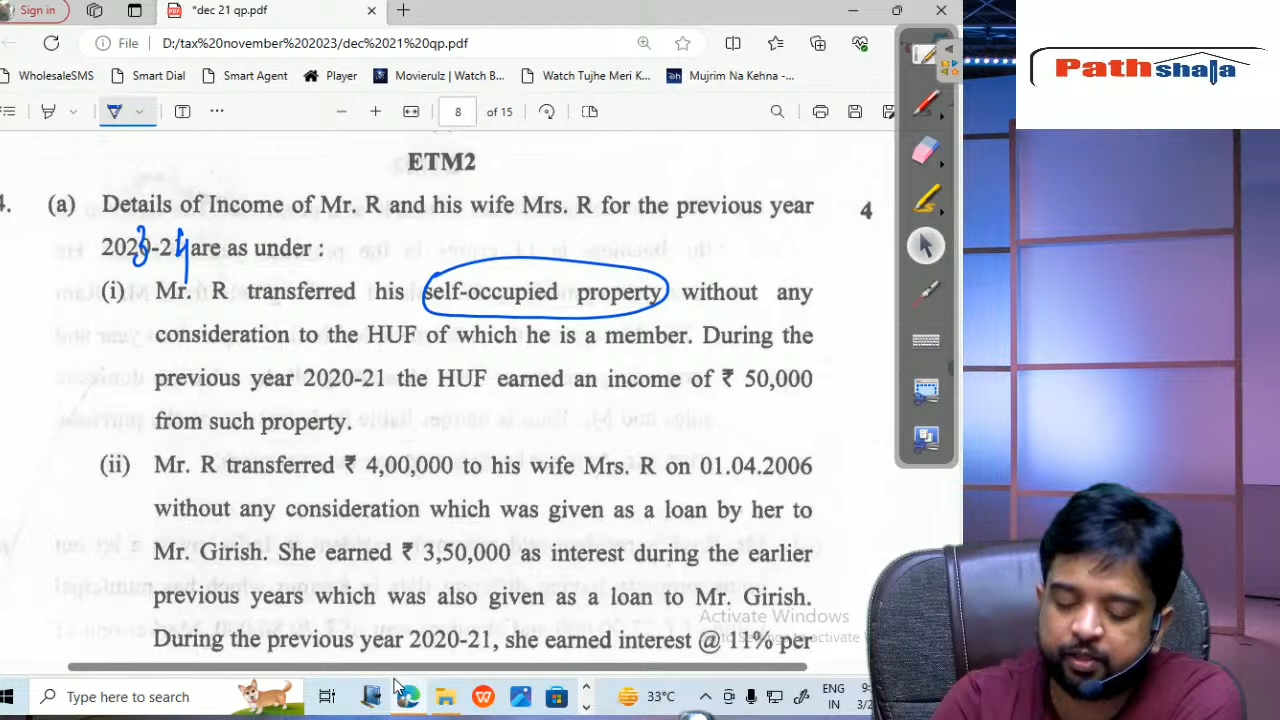 Sign in
*dec 21 qp.pdf
File
D:/tax%20november%202023/dec%2021%20qp.pdf
WholesaleSMS
Smart Dial
Smart Agent
Player
Movierulz | Watch B...
Watch Tujhe Meri K...
Mujrim Na Kehna -...
8 of 15
Pathshala
ETM2
4.
(a) Details of Income of Mr. R and his wife Mrs. R for the previous year
4
2020-21 are as under :
3 4
(i) Mr. R transferred his self-occupied property without any
consideration to the HUF of which he is a member. During the
previous year 2020-21 the HUF earned an income of ₹ 50,000
from such property.
(ii) Mr. R transferred ₹ 4,00,000 to his wife Mrs. R on 01.04.2006
without any consideration which was given as a loan by her to
Mr. Girish. She earned ₹ 3,50,000 as interest during the earlier
previous years which was also given as a loan to Mr. Girish.
During the previous year 2020-21, she earned interest @ 11% per
Activate Windows
Type here to search
33°C
ENG
IN